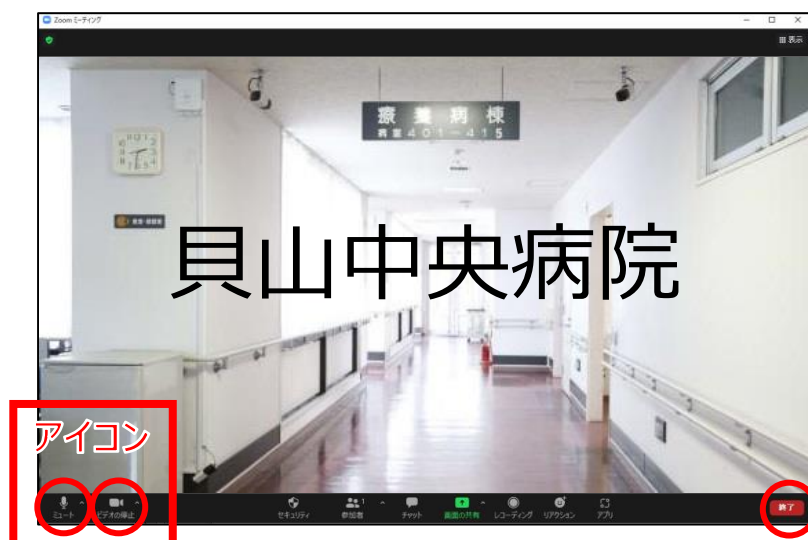 Zoom ミーティング
表示
療養病棟
病室401～415
貝山中央病院
アイコン
ミュート
ビデオの停止
セキュリティ
参加者
1
チャット
画面の共有
レコーディング
リアクション
アプリ
終了